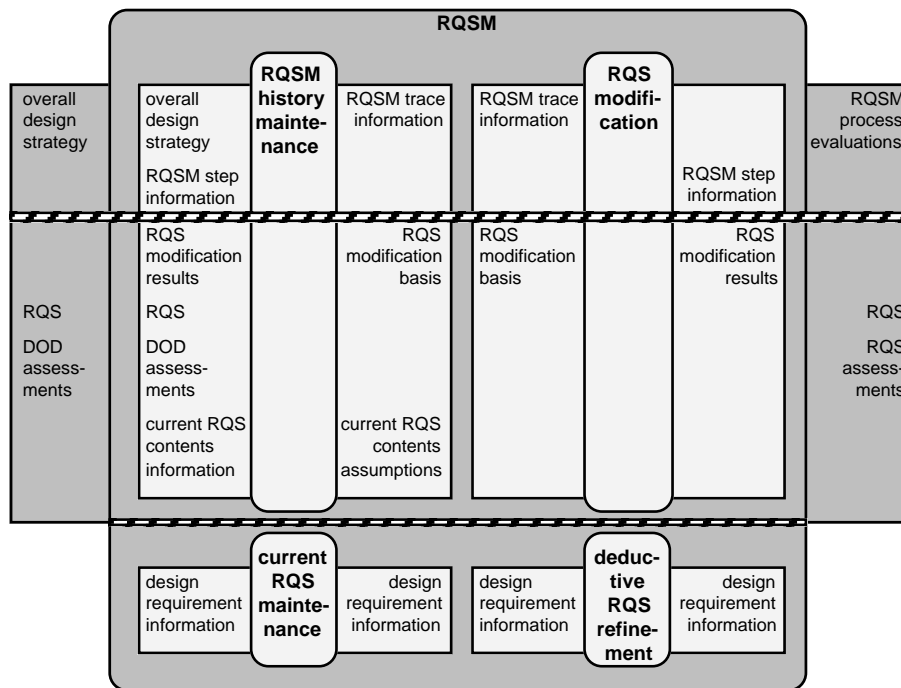 RQSM
overall
design
strategy
RQS
DOD
assess-
ments
overall
design
strategy
RQSM step
information
RQS
modification
results
RQS
DOD
assess-
ments
current RQS
contents
information
RQSM
history
mainte-
nance
RQSM trace
information
RQS
modification
basis
current RQS
contents
assumptions
RQSM trace
information
RQS
modification
basis
RQS
modifi-
cation
RQSM step
information
RQS
modification
results
RQSM
process
evaluations
RQS
RQS
assess-
ments
design
requirement
information
current
RQS
mainte-
nance
design
requirement
information
design
requirement
information
deduc-
tive
RQS
refine-
ment
design
requirement
information